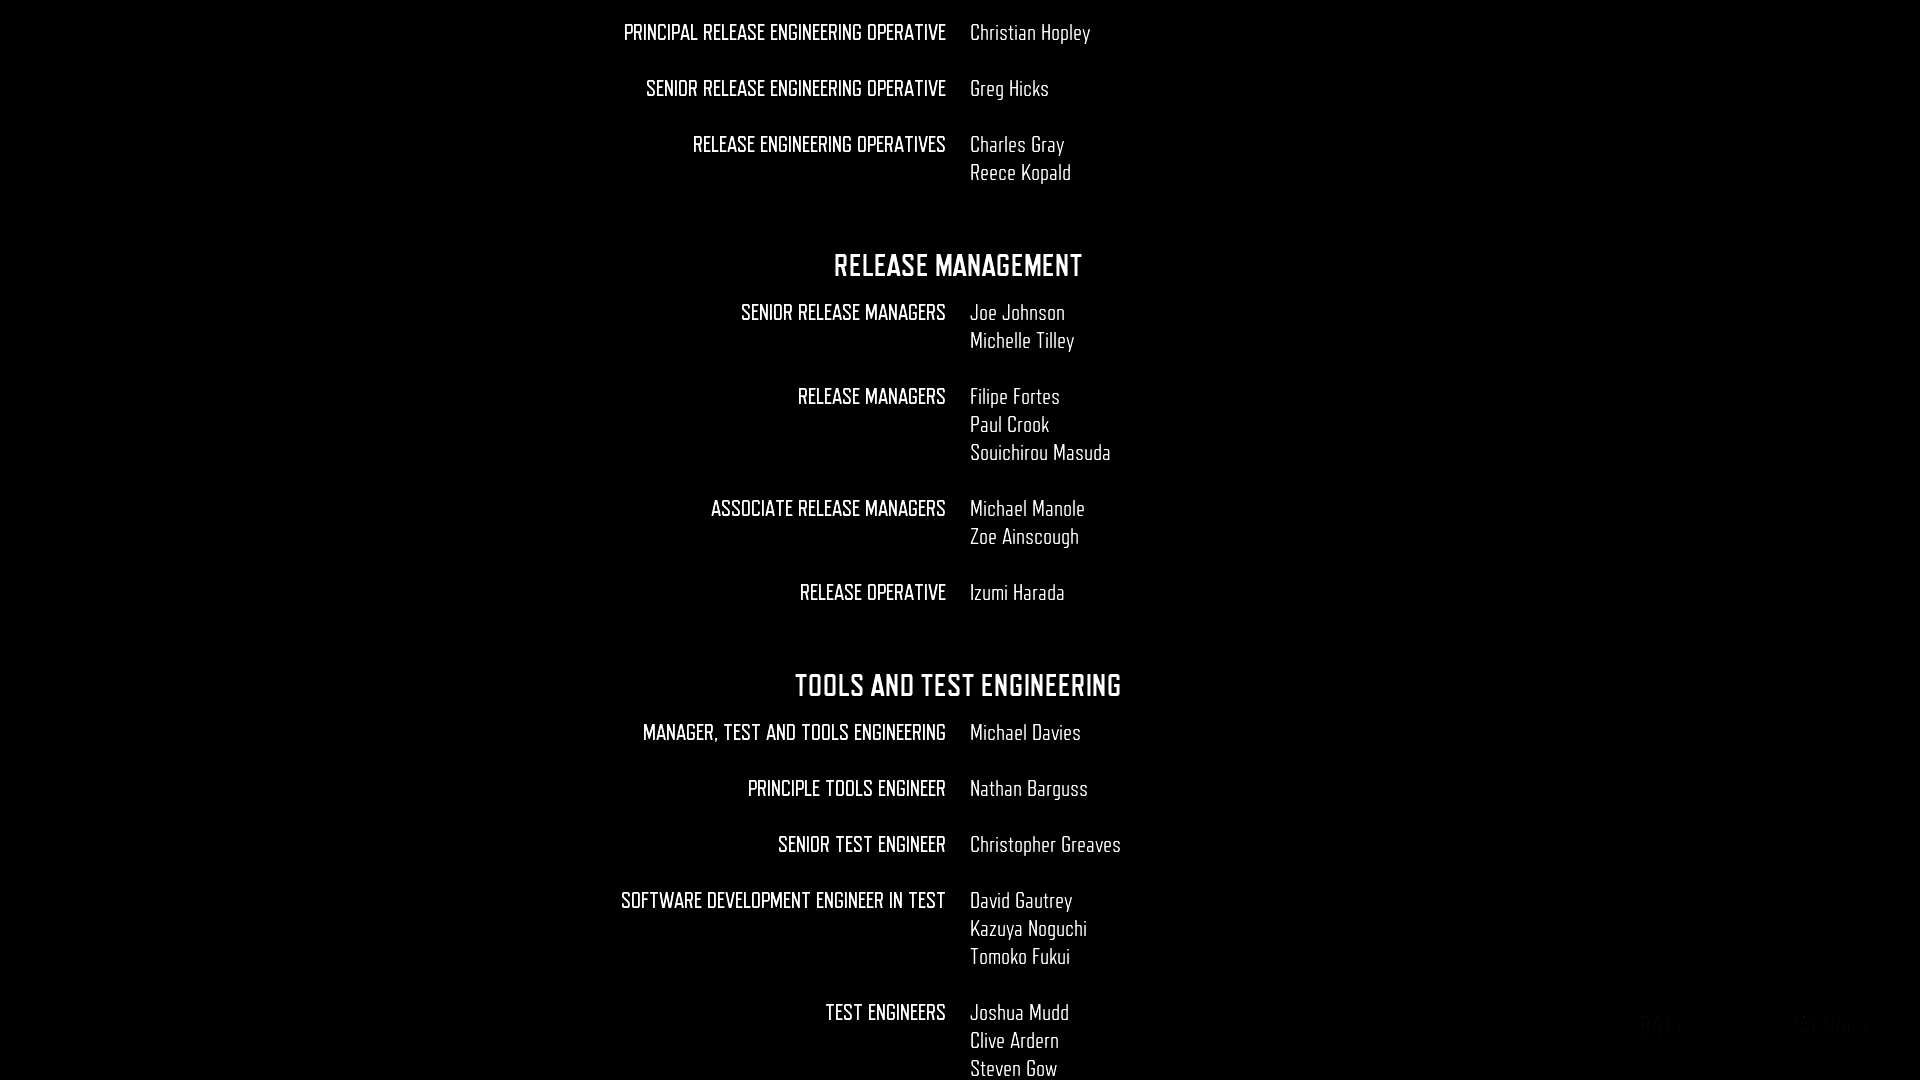 PRINCIPAL RELEASE ENGINEERING OPERATIVE Christian Hopley
SENIOR RELEASE ENGINEERING OPERATIVE Greg Hicks
RELEASE ENGINEERING OPERATIVES Charles Gray
Reece Kopald
RELEASE MANAGEMENT
SENIOR RELEASE MANAGERS Joe Johnson
Michelle Tilley
RELEASE MANAGERS Filipe Fortes
Paul Crook
Souichirou Masuda
ASSOCIATE RELEASE MANAGERS Michael Manole
Zoe Ainscough
RELEASE OPERATIVE Izumi Harada
TOOLS AND TEST ENGINEERING
MANAGER, TEST AND TOOLS ENGINEERING Michael Davies
PRINCIPLE TOOLS ENGINEER Nathan Barguss
SENIOR TEST ENGINEER Christopher Greaves
SOFTWARE DEVELOPMENT ENGINEER IN TEST David Gautrey
Kazuya Noguchi
Tomoko Fukui
TEST ENGINEERS Joshua Mudd
Clive Ardern
Steven Gow